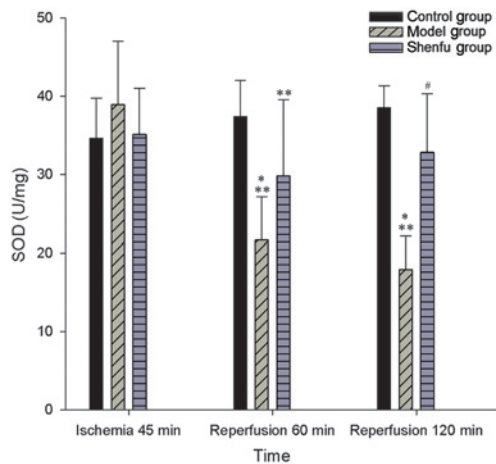 50
40
30
20
10
0
SOD (U/mg)
Control group
Model group
Shenfu group
*
**
**
*
**
#
Ischemia 45 min Reperfusion 60 min Reperfusion 120 min
Time